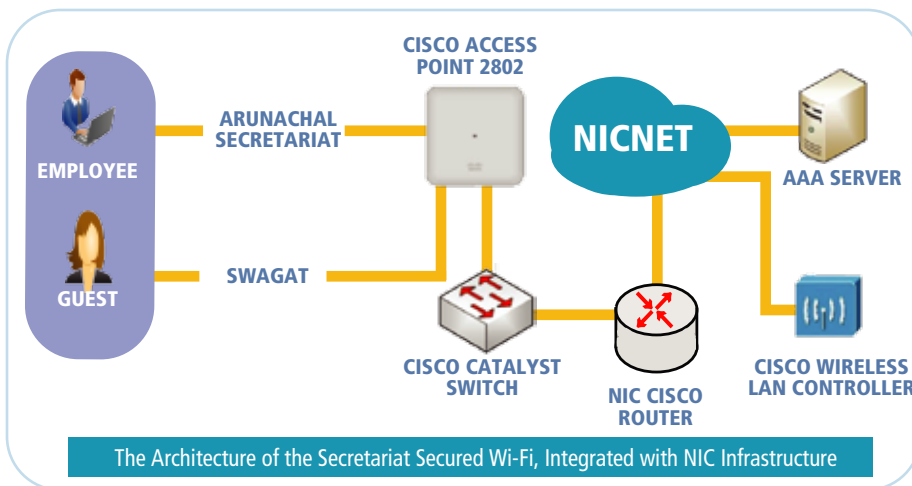 CISCO ACCESS
POINT 2802
ARUNACHAL
SECRETARIAT
EMPLOYEE
NICNET
AAA SERVER
SWAGAT
GUEST
CISCO CATALYST
SWITCH
NIC CISCO
ROUTER
CISCO WIRELESS
LAN CONTROLLER
The Architecture of the Secretariat Secured Wi-Fi, Integrated with NIC Infrastructure